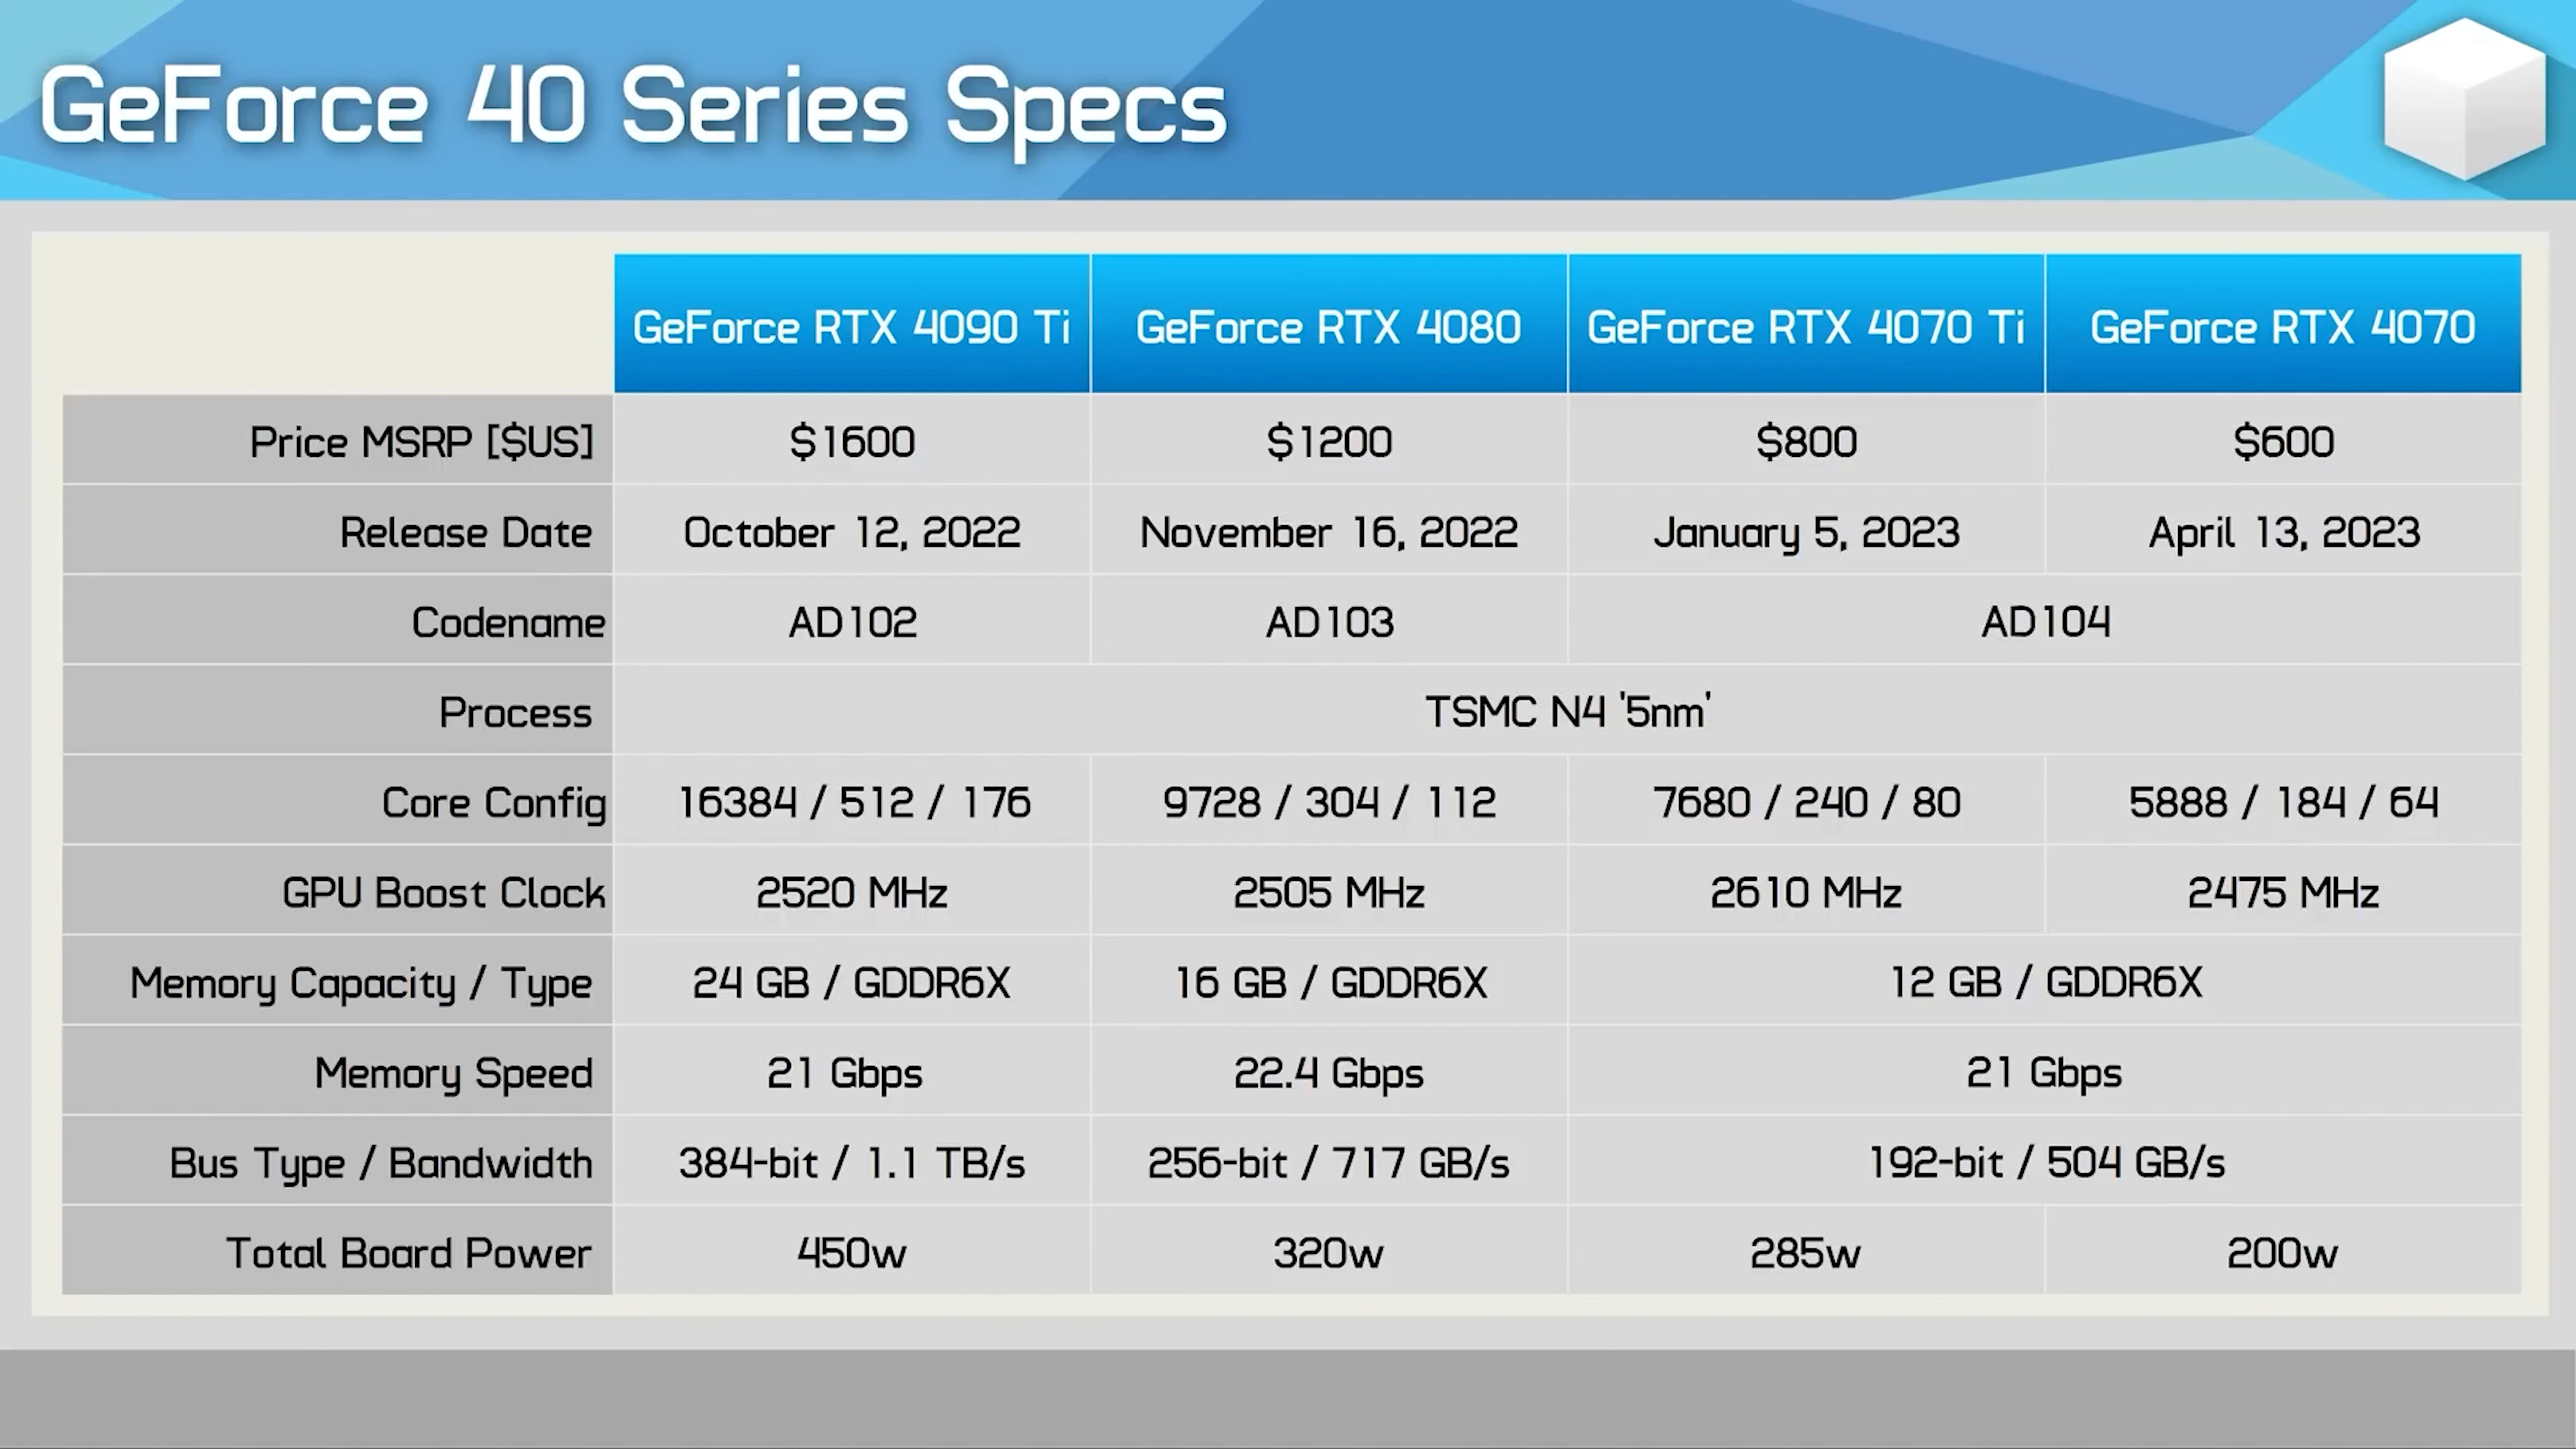 GeForce 40 Series Specs
GeForce RTX 4090 Ti GeForce RTX 4080 GeForce RTX 4070 Ti GeForce RTX 4070
Price MSRP [$US] $1600 $1200 $800 $600
Release Date October 12, 2022 November 16, 2022 January 5, 2023 April 13, 2023
Codename AD102 AD103 AD104
Process TSMC N4 '5nm'
Core Config 16384 / 512 / 176 9728 / 304 / 112 7680 / 240 / 80 5888 / 184 / 64
GPU Boost Clock 2520 MHz 2505 MHz 2610 MHz 2475 MHz
Memory Capacity / Type 24 GB / GDDR6X 16 GB / GDDR6X 12 GB / GDDR6X
Memory Speed 21 Gbps 22.4 Gbps 21 Gbps
Bus Type / Bandwidth 384-bit / 1.1 TB/s 256-bit / 717 GB/s 192-bit / 504 GB/s
Total Board Power 450w 320w 285w 200w